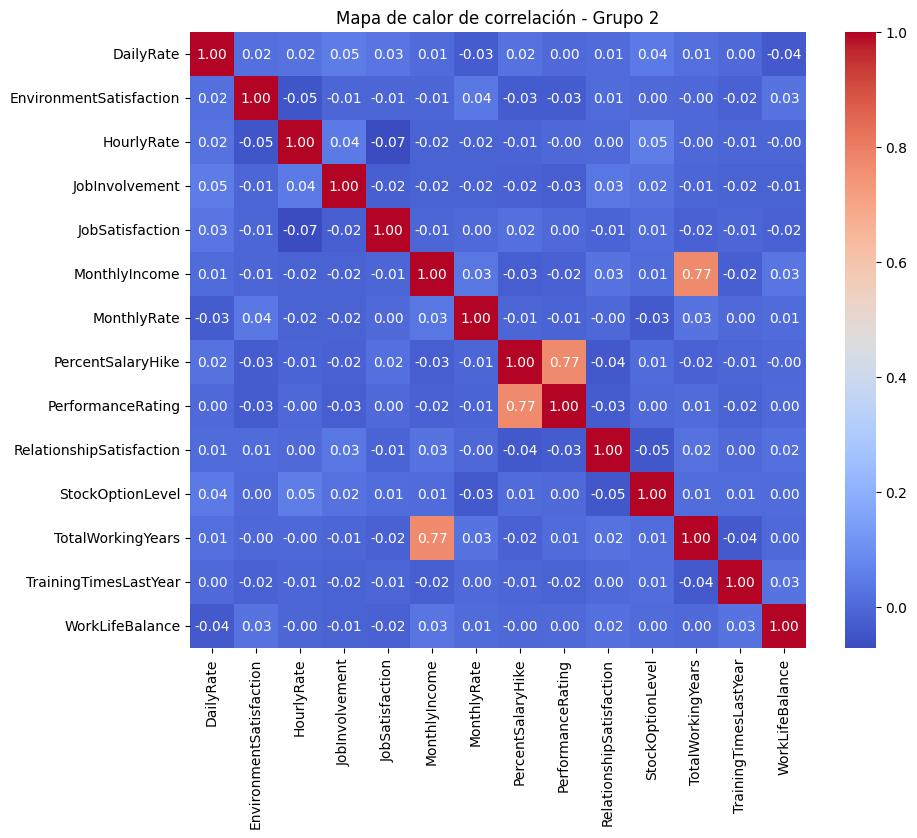 Mapa de calor de correlación - Grupo 2
DailyRate 1.00 0.02 0.02 0.05 0.03 0.01 -0.03 0.02 0.00 0.01 0.04 0.01 0.00 -0.04
EnvironmentSatisfaction 0.02 1.00 -0.05 -0.01 -0.01 -0.01 0.04 -0.03 -0.03 0.01 0.00 -0.00 -0.02 0.03
HourlyRate 0.02 -0.05 1.00 0.04 -0.07 -0.02 -0.02 -0.01 -0.00 0.00 0.05 -0.00 -0.01 -0.00
JobInvolvement 0.05 -0.01 0.04 1.00 -0.02 -0.02 -0.02 -0.02 -0.03 0.03 0.02 -0.01 -0.02 -0.01
JobSatisfaction 0.03 -0.01 -0.07 -0.02 1.00 -0.01 0.00 0.02 0.00 -0.01 0.01 -0.02 -0.01 -0.02
MonthlyIncome 0.01 -0.01 -0.02 -0.02 -0.01 1.00 0.03 -0.03 -0.02 0.03 0.01 0.77 -0.02 0.03
MonthlyRate -0.03 0.04 -0.02 -0.02 0.00 0.03 1.00 -0.01 -0.01 -0.00 -0.03 0.03 0.00 0.01
PercentSalaryHike 0.02 -0.03 -0.01 -0.02 0.02 -0.03 -0.01 1.00 0.77 -0.04 0.01 -0.02 -0.01 -0.00
PerformanceRating 0.00 -0.03 -0.00 -0.03 0.00 -0.02 -0.01 0.77 1.00 -0.03 0.00 0.01 -0.02 0.00
RelationshipSatisfaction 0.01 0.01 0.00 0.03 -0.01 0.03 -0.00 -0.04 -0.03 1.00 -0.05 0.02 0.00 0.02
StockOptionLevel 0.04 0.00 0.05 0.02 0.01 0.01 -0.03 0.01 0.00 -0.05 1.00 0.01 0.01 0.00
TotalWorkingYears 0.01 -0.00 -0.00 -0.01 -0.02 0.77 0.03 -0.02 0.01 0.02 0.01 1.00 -0.04 0.00
TrainingTimesLastYear 0.00 -0.02 -0.01 -0.02 -0.01 -0.02 0.00 -0.01 -0.02 0.00 0.01 -0.04 1.00 0.03
WorkLifeBalance -0.04 0.03 -0.00 -0.01 -0.02 0.03 0.01 -0.00 0.00 0.02 0.00 0.00 0.03 1.00
DailyRate
EnvironmentSatisfaction
HourlyRate
JobInvolvement
JobSatisfaction
MonthlyIncome
MonthlyRate
PercentSalaryHike
PerformanceRating
RelationshipSatisfaction
StockOptionLevel
TotalWorkingYears
TrainingTimesLastYear
WorkLifeBalance
1.0
0.8
0.6
0.4
0.2
0.0